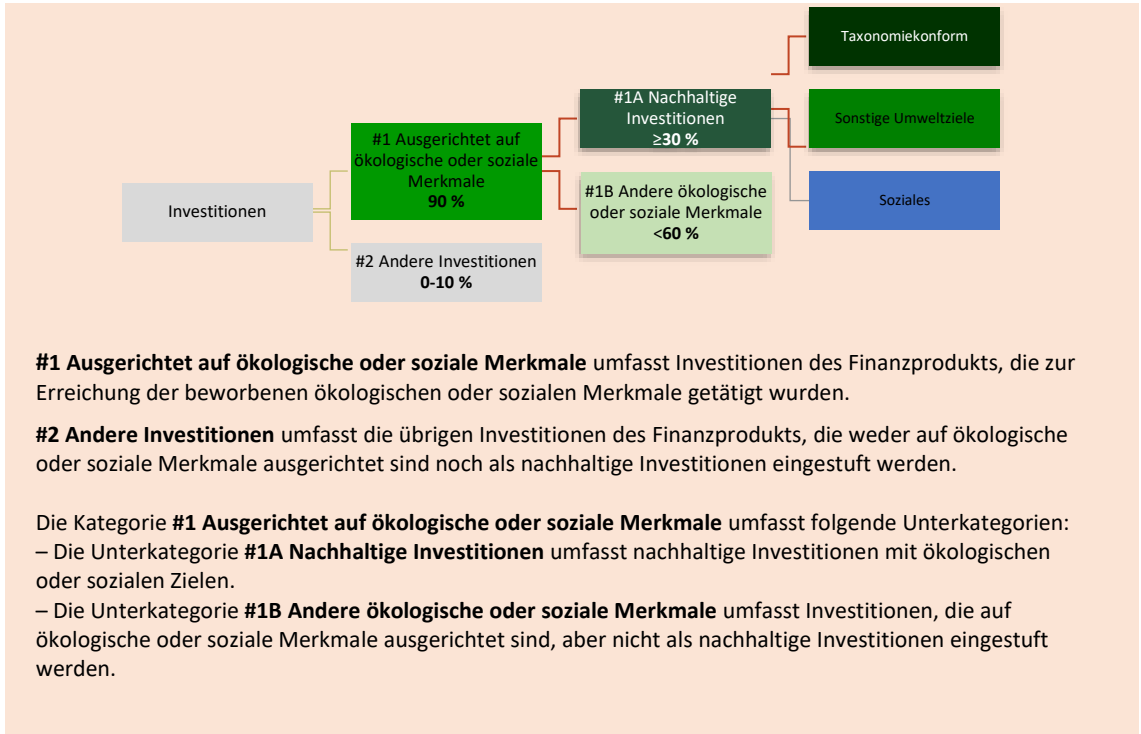 Taxonomiekonform
#1A Nachhaltige
Investitionen
≥30 %
Sonstige Umweltziele
#1 Ausgerichtet auf
ökologische oder soziale
Merkmale
90 %
#1B Andere ökologische
oder soziale Merkmale
<60 %
Soziales
Investitionen
#2 Andere Investitionen
0-10 %
#1 Ausgerichtet auf ökologische oder soziale Merkmale umfasst Investitionen des Finanzprodukts, die zur
Erreichung der beworbenen ökologischen oder sozialen Merkmale getätigt wurden.
#2 Andere Investitionen umfasst die übrigen Investitionen des Finanzprodukts, die weder auf ökologische
oder soziale Merkmale ausgerichtet sind noch als nachhaltige Investitionen eingestuft werden.
Die Kategorie #1 Ausgerichtet auf ökologische oder soziale Merkmale umfasst folgende Unterkategorien:
– Die Unterkategorie #1A Nachhaltige Investitionen umfasst nachhaltige Investitionen mit ökologischen
oder sozialen Zielen.
– Die Unterkategorie #1B Andere ökologische oder soziale Merkmale umfasst Investitionen, die auf
ökologische oder soziale Merkmale ausgerichtet sind, aber nicht als nachhaltige Investitionen eingestuft
werden.